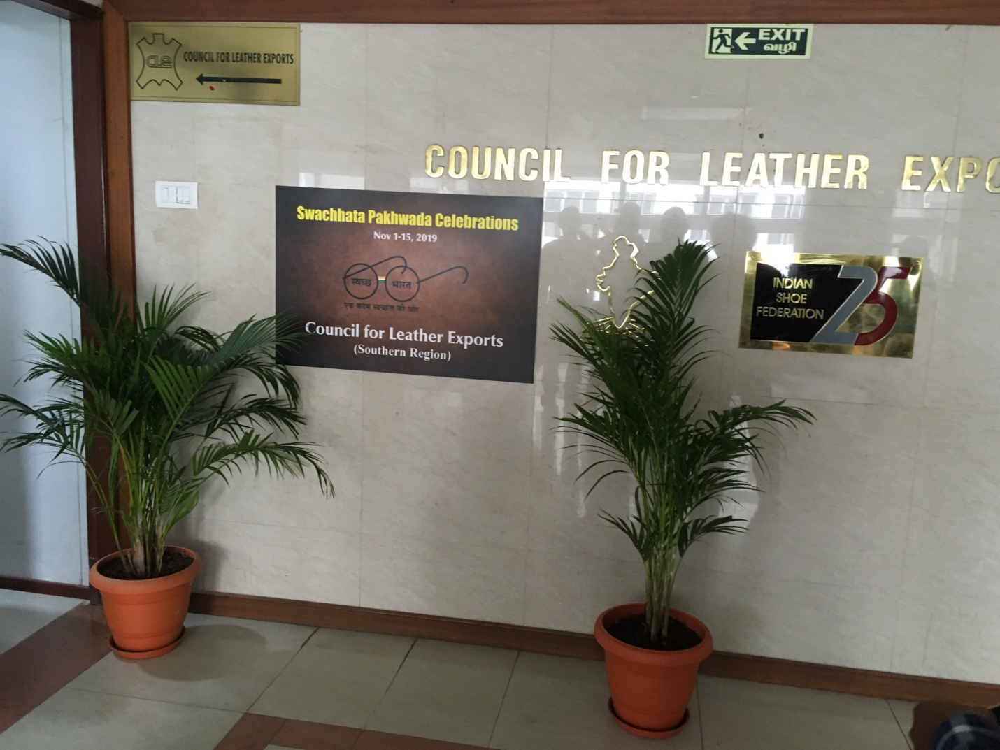 CLE
COUNCIL FOR LEATHER EXPORTS
EXIT
வழி
COUNCIL FOR LEATHER EXPO
Swachhata Pakhwada Celebrations
Nov 1-15, 2019
स्वच्छ भारत
एक कदम स्वच्छता की ओर
Council for Leather Exports
(Southern Region)
INDIAN
SHOE
FEDERATION
25